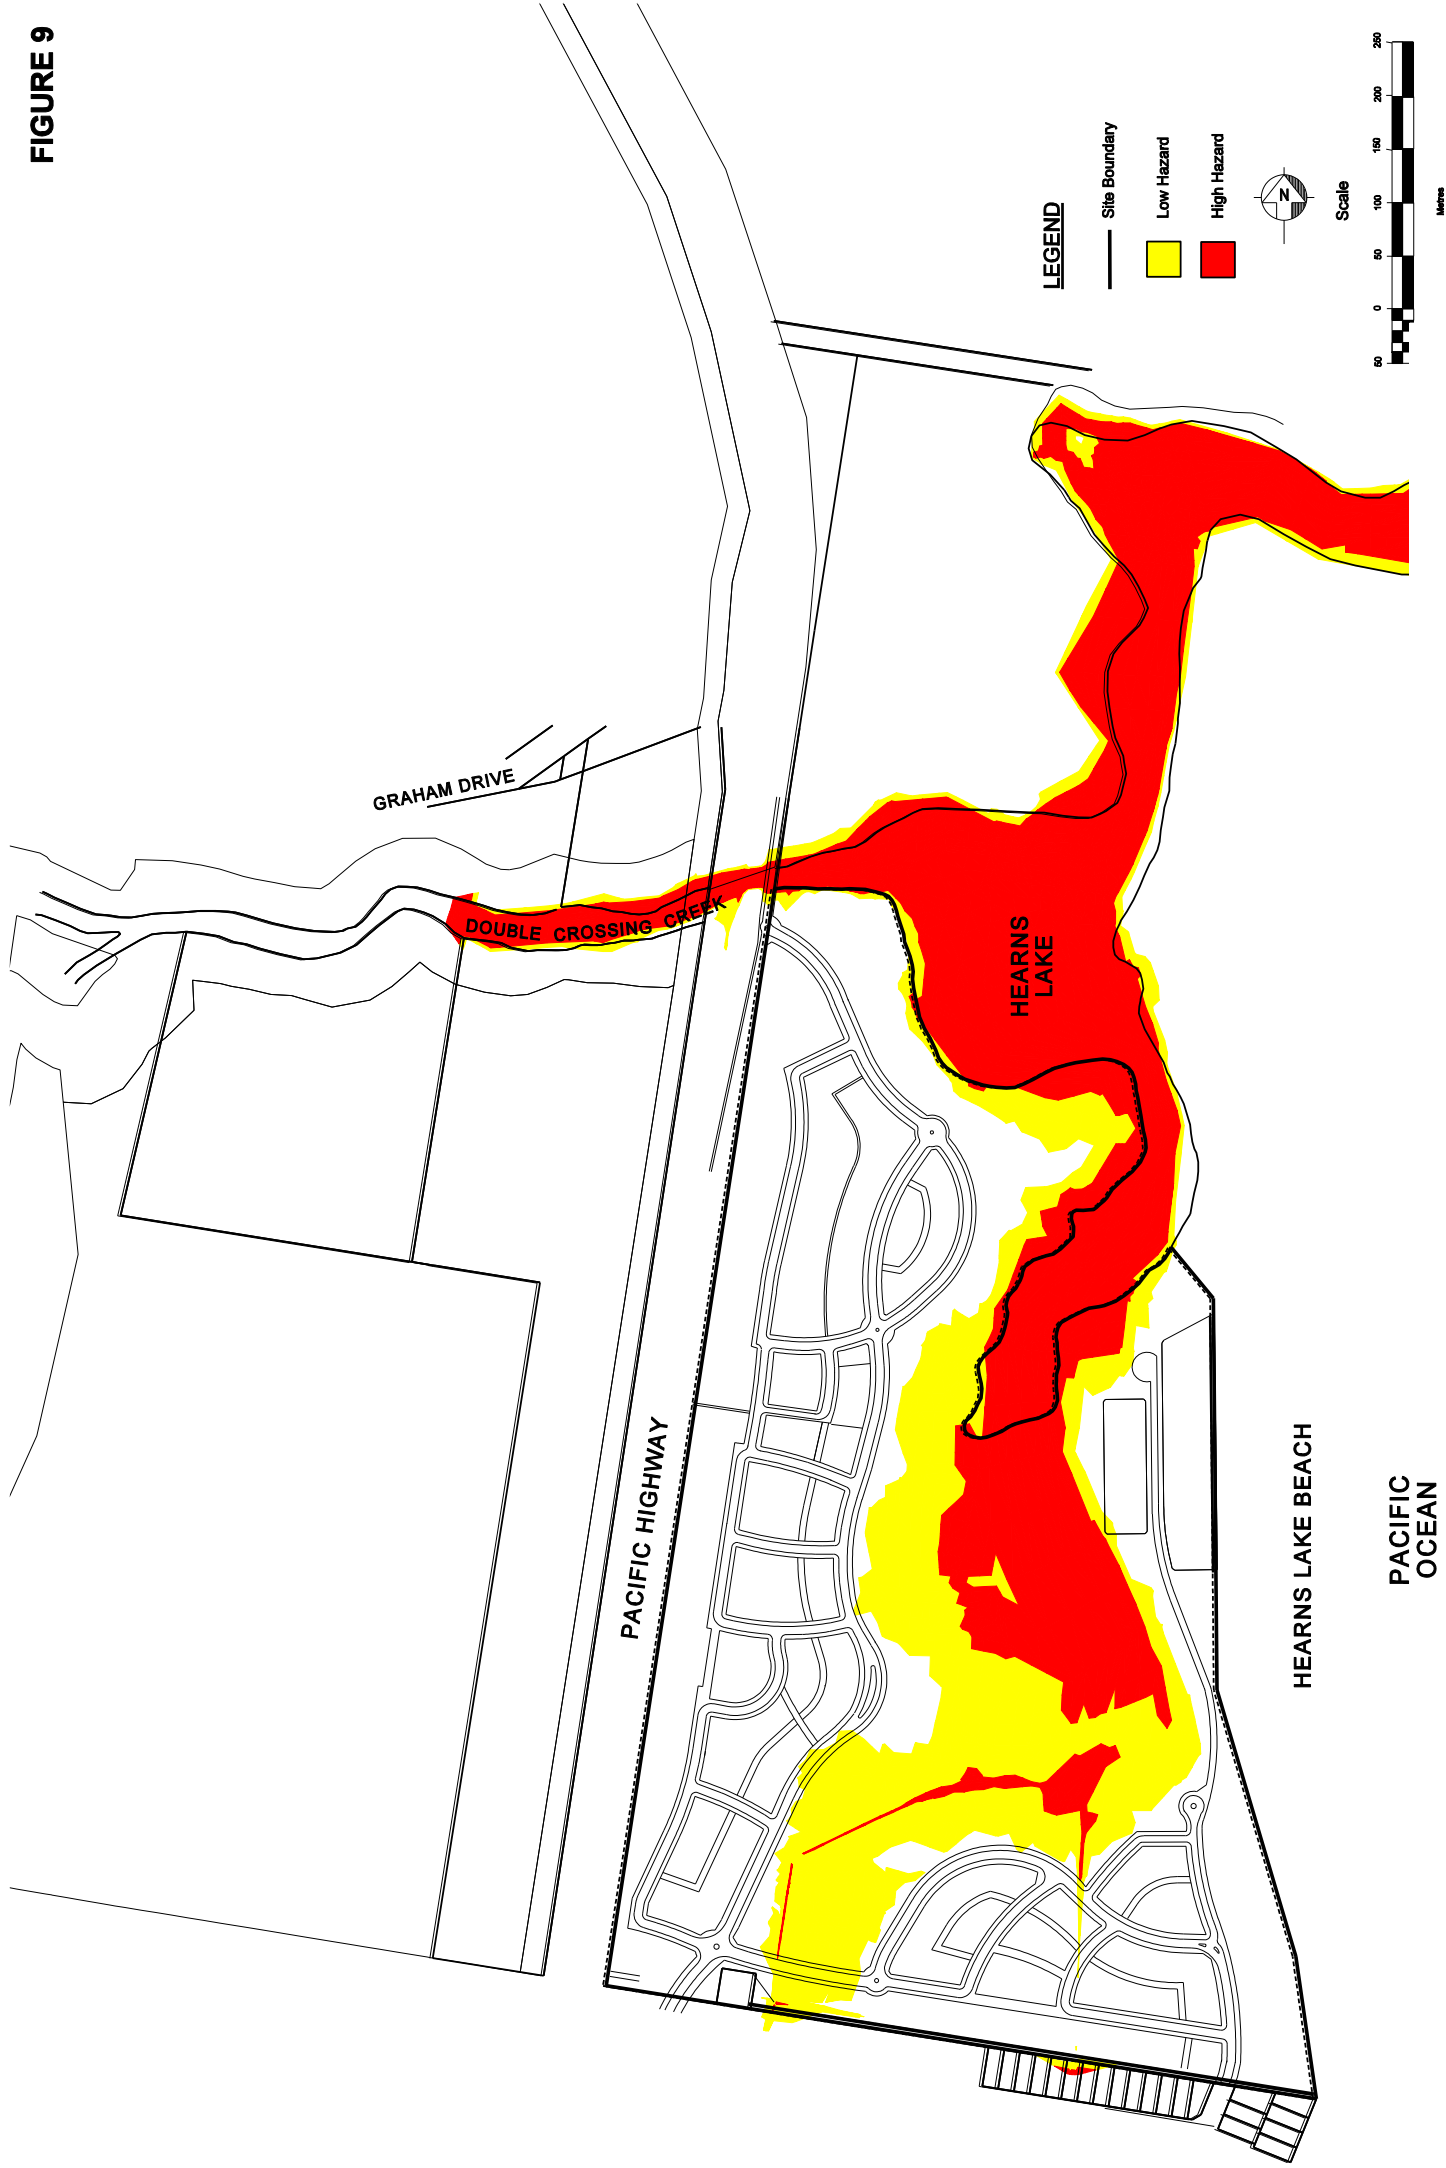 FIGURE 9
LEGEND
Site Boundary
Low Hazard
High Hazard
N
Scale
50 0 50 100 150 200 250
Metres
GRAHAM DRIVE
DOUBLE CROSSING CREEK
HEARNS
LAKE
PACIFIC HIGHWAY
HEARNS LAKE BEACH
PACIFIC
OCEAN